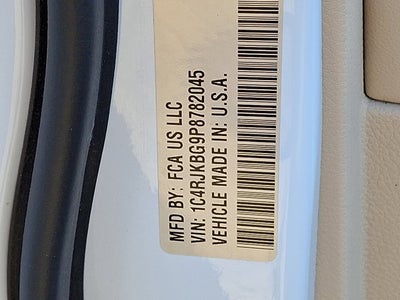 MFD BY: FCA US LLC
VIN: 1C4RJKBG9P8782045
VEHICLE MADE IN: U.S.A.